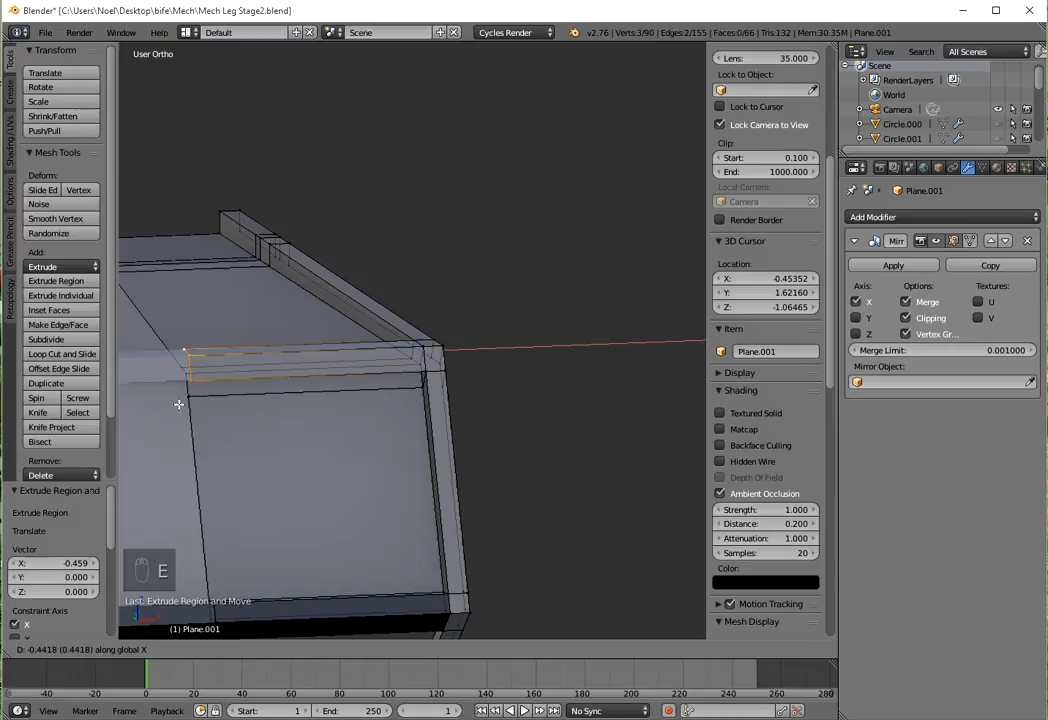 Blender* [C:\Users\Noel\Desktop\bife\Mech\Mech Leg Stage2.blend]
File Render Window Help Default Scene Cycles Render v2.76 | Verts:3/90 | Edges:2/155 | Faces:0/66 | Tris:132 | Mem:30.35M | Plane.001
Tools
Create
Shading / UVs
Options
Grease Pencil
Retopology
Transform
Translate
Rotate
Scale
Shrink/Fatten
Push/Pull
Mesh Tools
Deform:
Slide Ed Vertex
Noise
Smooth Vertex
Randomize
Add:
Extrude
Extrude Region
Extrude Individual
Inset Faces
Make Edge/Face
Subdivide
Loop Cut and Slide
Offset Edge Slide
Duplicate
Spin Screw
Knife Select
Knife Project
Bisect
Remove:
Delete
Extrude Region and
Extrude Region
Translate
Vector
X: -0.459
Y: 0.000
Z: 0.000
Constraint Axis
X
User Ortho
E
Last: Extrude Region and Move
(1) Plane.001
D: -0.4418 (0.4418) along global X
Lens: 35.000
Lock to Object:
Lock to Cursor
Lock Camera to View
Clip:
Start: 0.100
End: 1000.000
Local Camera:
Camera
Render Border
3D Cursor
Location:
X: -0.45352
Y: 1.62160
Z: -1.06465
Item
Plane.001
Display
Shading
Textured Solid
Matcap
Backface Culling
Hidden Wire
Depth Of Field
Ambient Occlusion
Strength: 1.000
Distance: 0.200
Attenuation: 1.000
Samples: 20
Color:
Motion Tracking
Mesh Display
View Search All Scenes
Scene
RenderLayers
World
Camera
Circle.000
Circle.001
Plane.001
Add Modifier
Mirr
Apply Copy
Axis: Options: Textures:
X Merge U
Y Clipping V
Z Vertex Gr...
Merge Limit: 0.001000
Mirror Object:
-40 -20 0 20 40 60 80 100 120 140 160 180 200 220 240 260 280
View Marker Frame Playback Start: 1 End: 250 1 No Sync